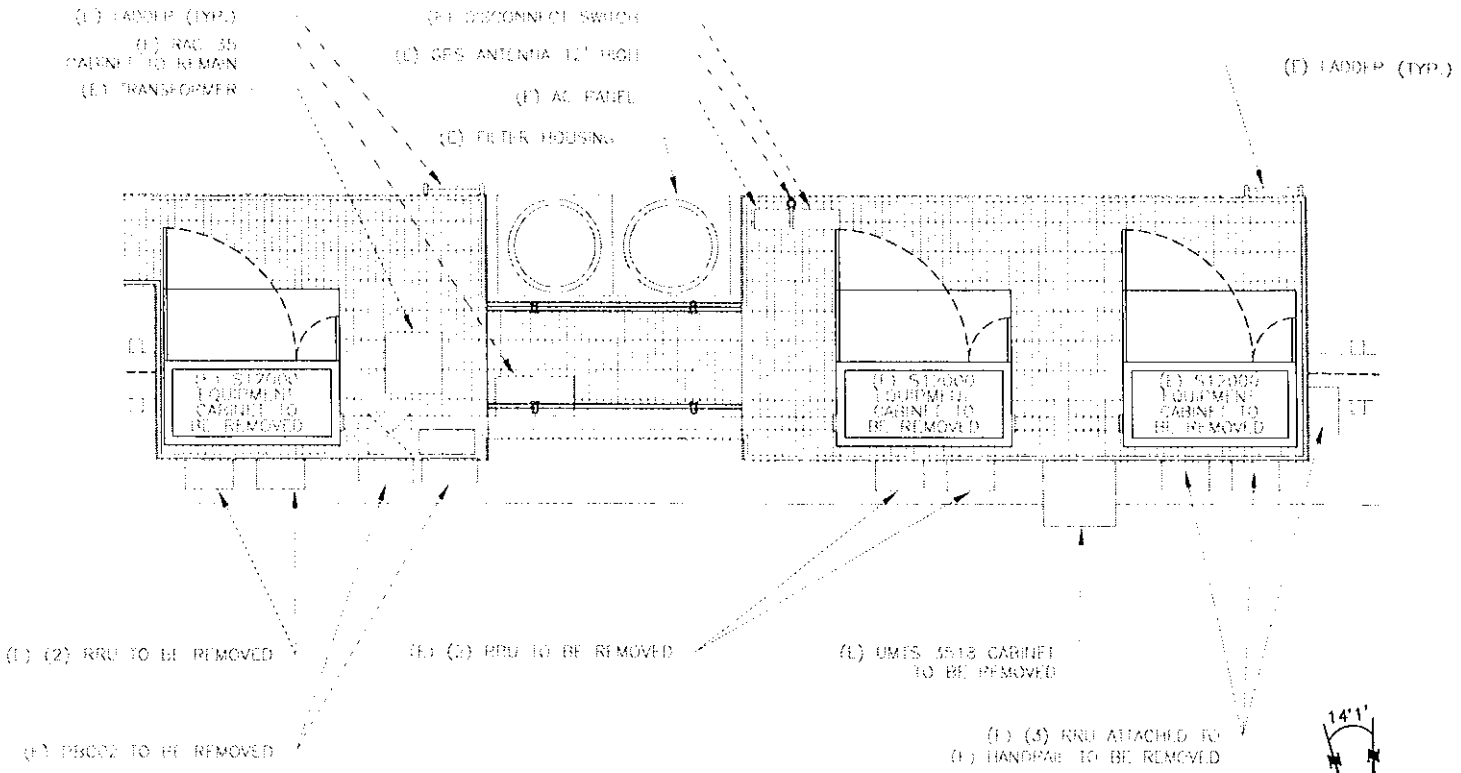 (E) LADDER (TYP.)
(E) RAC 35
CABINET TO REMAIN
(E) TRANSFORMER
(E) DISCONNECT SWITCH
(E) GPS ANTENNA 12' HIGH
(E) AC PANEL
(E) FILTER HOUSING
(E) LADDER (TYP.)
(E) S12000
EQUIPMENT
CABINET TO
BE REMOVED
(E) S12000
EQUIPMENT
CABINET TO
BE REMOVED
(E) S12000
EQUIPMENT
CABINET TO
BE REMOVED
(E) (2) RRU TO BE REMOVED
(E) (2) RRU TO BE REMOVED
(E) UMTS 3518 CABINET
TO BE REMOVED
(E) TO BE REMOVED
(E) (3) RRU ATTACHED TO
(E) HANDRAIL TO BE REMOVED
14'1'